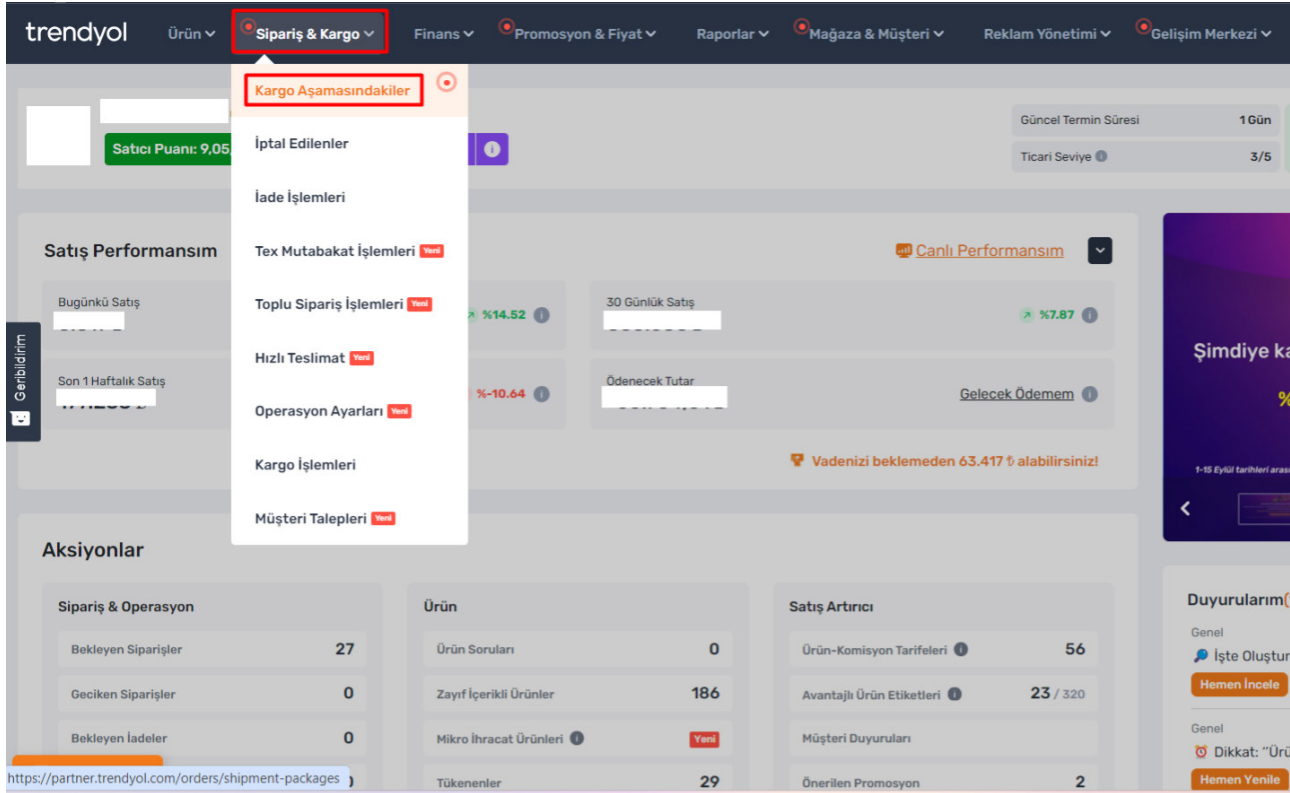 trendyol
Ürün
Sipariş & Kargo
Finans
Promosyon & Fiyat
Raporlar
Mağaza & Müşteri
Reklam Yönetimi
Gelişim Merkezi
Kargo Aşamasındakiler
İptal Edilenler
İade İşlemleri
Tex Mutabakat İşlemleri Yeni
Toplu Sipariş İşlemleri Yeni
Hızlı Teslimat Yeni
Operasyon Ayarları Yeni
Kargo İşlemleri
Müşteri Talepleri Yeni
Satıcı Puanı: 9,05
Güncel Termin Süresi 1 Gün
Ticari Seviye 3/5
Satış Performansım
Canlı Performansım
Bugünkü Satış
%14.52
30 Günlük Satış
%7.87
Son 1 Haftalık Satış
%-10.64
Ödenecek Tutar
Gelecek Ödemem
Vadenizi beklemeden 63.417 ₺ alabilirsiniz!
Geribildirim
Şimdiye ka
%
1-15 Eylül tarihleri aras
Aksiyonlar
Sipariş & Operasyon
Bekleyen Siparişler 27
Geciken Siparişler 0
Bekleyen İadeler 0
Ürün
Ürün Soruları 0
Zayıf İçerikli Ürünler 186
Mikro İhracat Ürünleri Yeni
Tükenenler 29
Satış Artırıcı
Ürün-Komisyon Tarifeleri 56
Avantajlı Ürün Etiketleri 23 / 320
Müşteri Duyuruları
Önerilen Promosyon 2
Duyurularım(
Genel
İşte Oluştur
Hemen İncele
Genel
Dikkat: "Ürü
Hemen Yenile
https://partner.trendyol.com/orders/shipment-packages